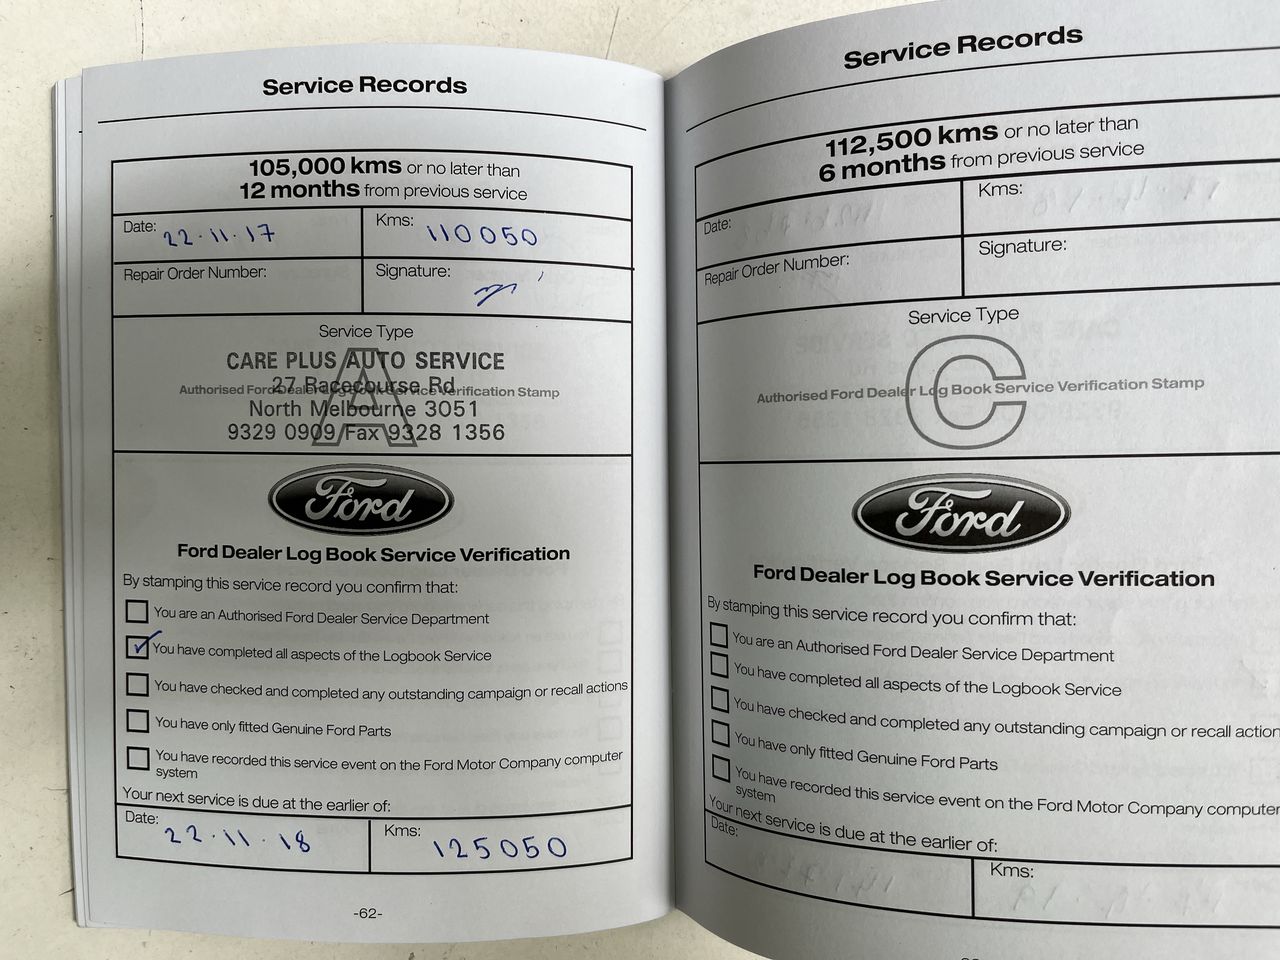 Service Records
105,000 kms or no later than
12 months from previous service
Date: 22.11.17
Kms: 110050
Repair Order Number:
Signature:
Service Type
A
CARE PLUS AUTO SERVICE
27 Racecourse Rd
Authorised Ford Dealer Log Book Service Verification Stamp
North Melbourne 3051
9329 0909 Fax 9328 1356
Ford
Ford Dealer Log Book Service Verification
By stamping this service record you confirm that:
You are an Authorised Ford Dealer Service Department
You have completed all aspects of the Logbook Service
You have checked and completed any outstanding campaign or recall actions
You have only fitted Genuine Ford Parts
You have recorded this service event on the Ford Motor Company computer
system
Your next service is due at the earlier of:
Date: 22.11.18
Kms: 125050
-62-
Service Records
112,500 kms or no later than
6 months from previous service
Date:
Kms:
Repair Order Number:
Signature:
Service Type
C
Authorised Ford Dealer Log Book Service Verification Stamp
Ford
Ford Dealer Log Book Service Verification
By stamping this service record you confirm that:
You are an Authorised Ford Dealer Service Department
You have completed all aspects of the Logbook Service
You have checked and completed any outstanding campaign or recall action
You have only fitted Genuine Ford Parts
You have recorded this service event on the Ford Motor Company computer
system
Your next service is due at the earlier of:
Date:
Kms: